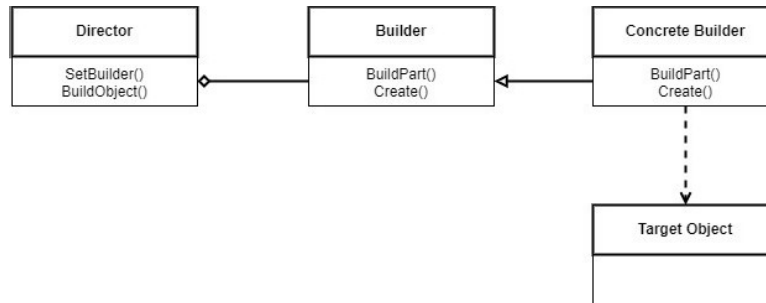 Director
SetBuilder()
BuildObject()
Builder
BuildPart()
Create()
Concrete Builder
BuildPart()
Create()
Target Object